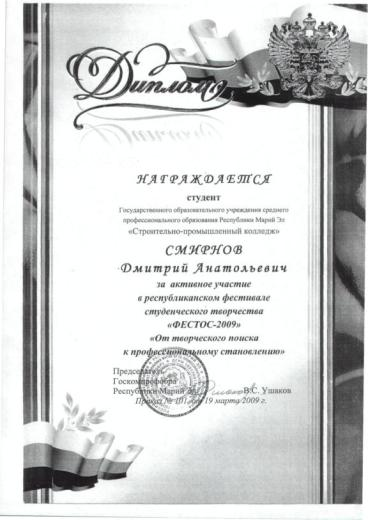 Диплом
НАГРАЖДАЕТСЯ
студент
Государственного образовательного учреждения среднего
профессионального образования Республики Марий Эл
«Строительно-промышленный колледж»
СМИРНОВ
Дмитрий Анатольевич
за активное участие
в республиканском фестивале
студенческого творчества
«ФЕСТОС-2009»
«От творческого поиска
к профессиональному становлению»
Председатель
Госкомпрофобра
Республики Марий Эл В.С. Ушаков
Приказ № 101 от 19 марта 2009 г.